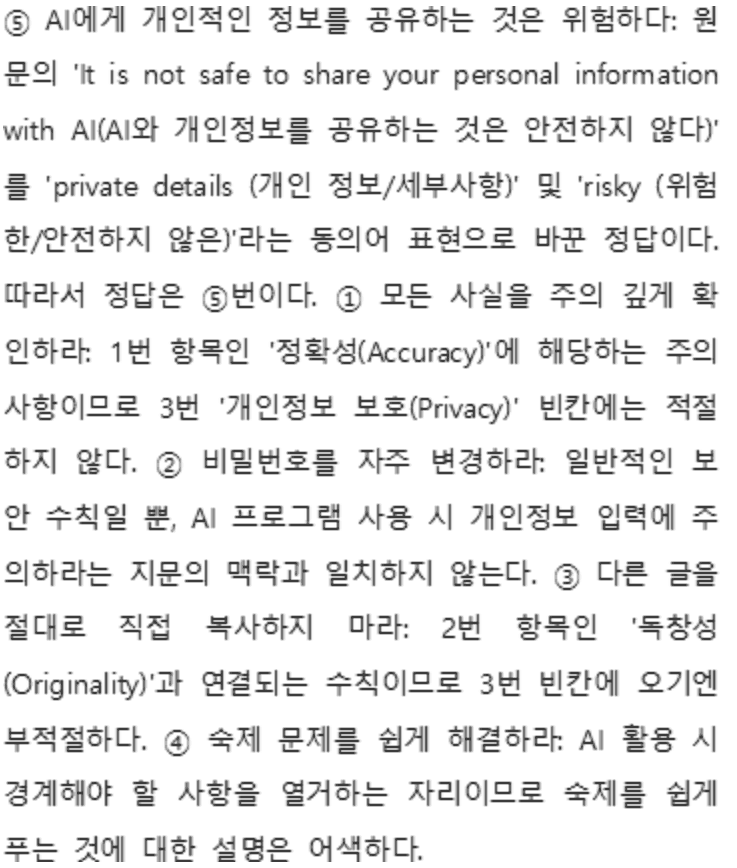 ⑤ AI에게 개인적인 정보를 공유하는 것은 위험하다: 원
문의 'It is not safe to share your personal information
with AI(AI와 개인정보를 공유하는 것은 안전하지 않다)'
를 'private details (개인 정보/세부사항)' 및 'risky (위험
한/안전하지 않은)'라는 동의어 표현으로 바꾼 정답이다.
따라서 정답은 ⑤번이다. ① 모든 사실을 주의 깊게 확
인하라: 1번 항목인 '정확성(Accuracy)'에 해당하는 주의
사항이므로 3번 '개인정보 보호(Privacy)' 빈칸에는 적절
하지 않다. ② 비밀번호를 자주 변경하라: 일반적인 보
안 수칙일 뿐, AI 프로그램 사용 시 개인정보 입력에 주
의하라는 지문의 맥락과 일치하지 않는다. ③ 다른 글을
절대로 직접 복사하지 마라: 2번 항목인 '독창성
(Originality)'과 연결되는 수칙이므로 3번 빈칸에 오기엔
부적절하다. ④ 숙제 문제를 쉽게 해결하라: AI 활용 시
경계해야 할 사항을 열거하는 자리이므로 숙제를 쉽게
푸는 것에 대한 설명은 어색하다.